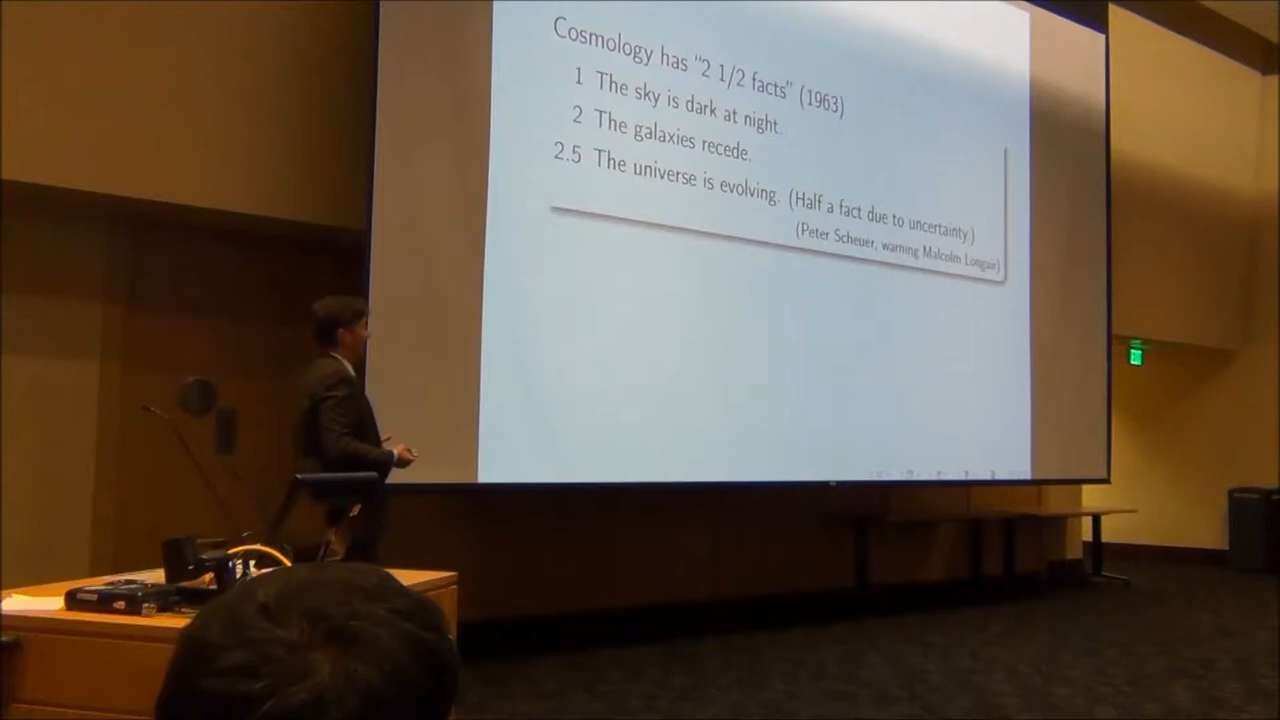 Cosmology has "2 1/2 facts" (1963)
1 The sky is dark at night.
2 The galaxies recede.
2.5 The universe is evolving. (Half a fact due to uncertainty.)
(Peter Scheuer, warning Malcolm Longair)
EXIT